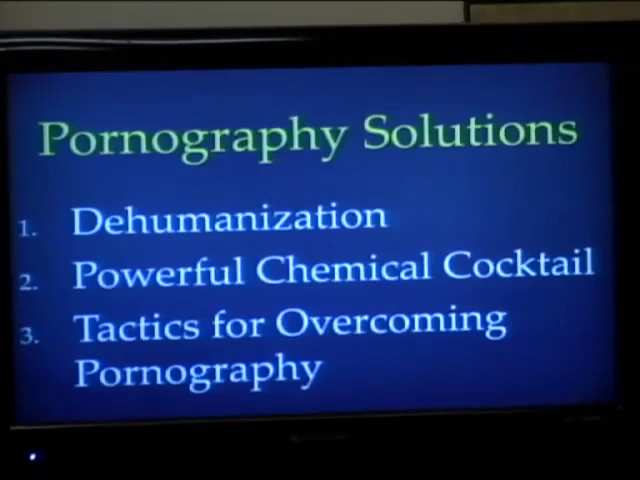 Pornography Solutions
1. Dehumanization
2. Powerful Chemical Cocktail
3. Tactics for Overcoming
Pornography